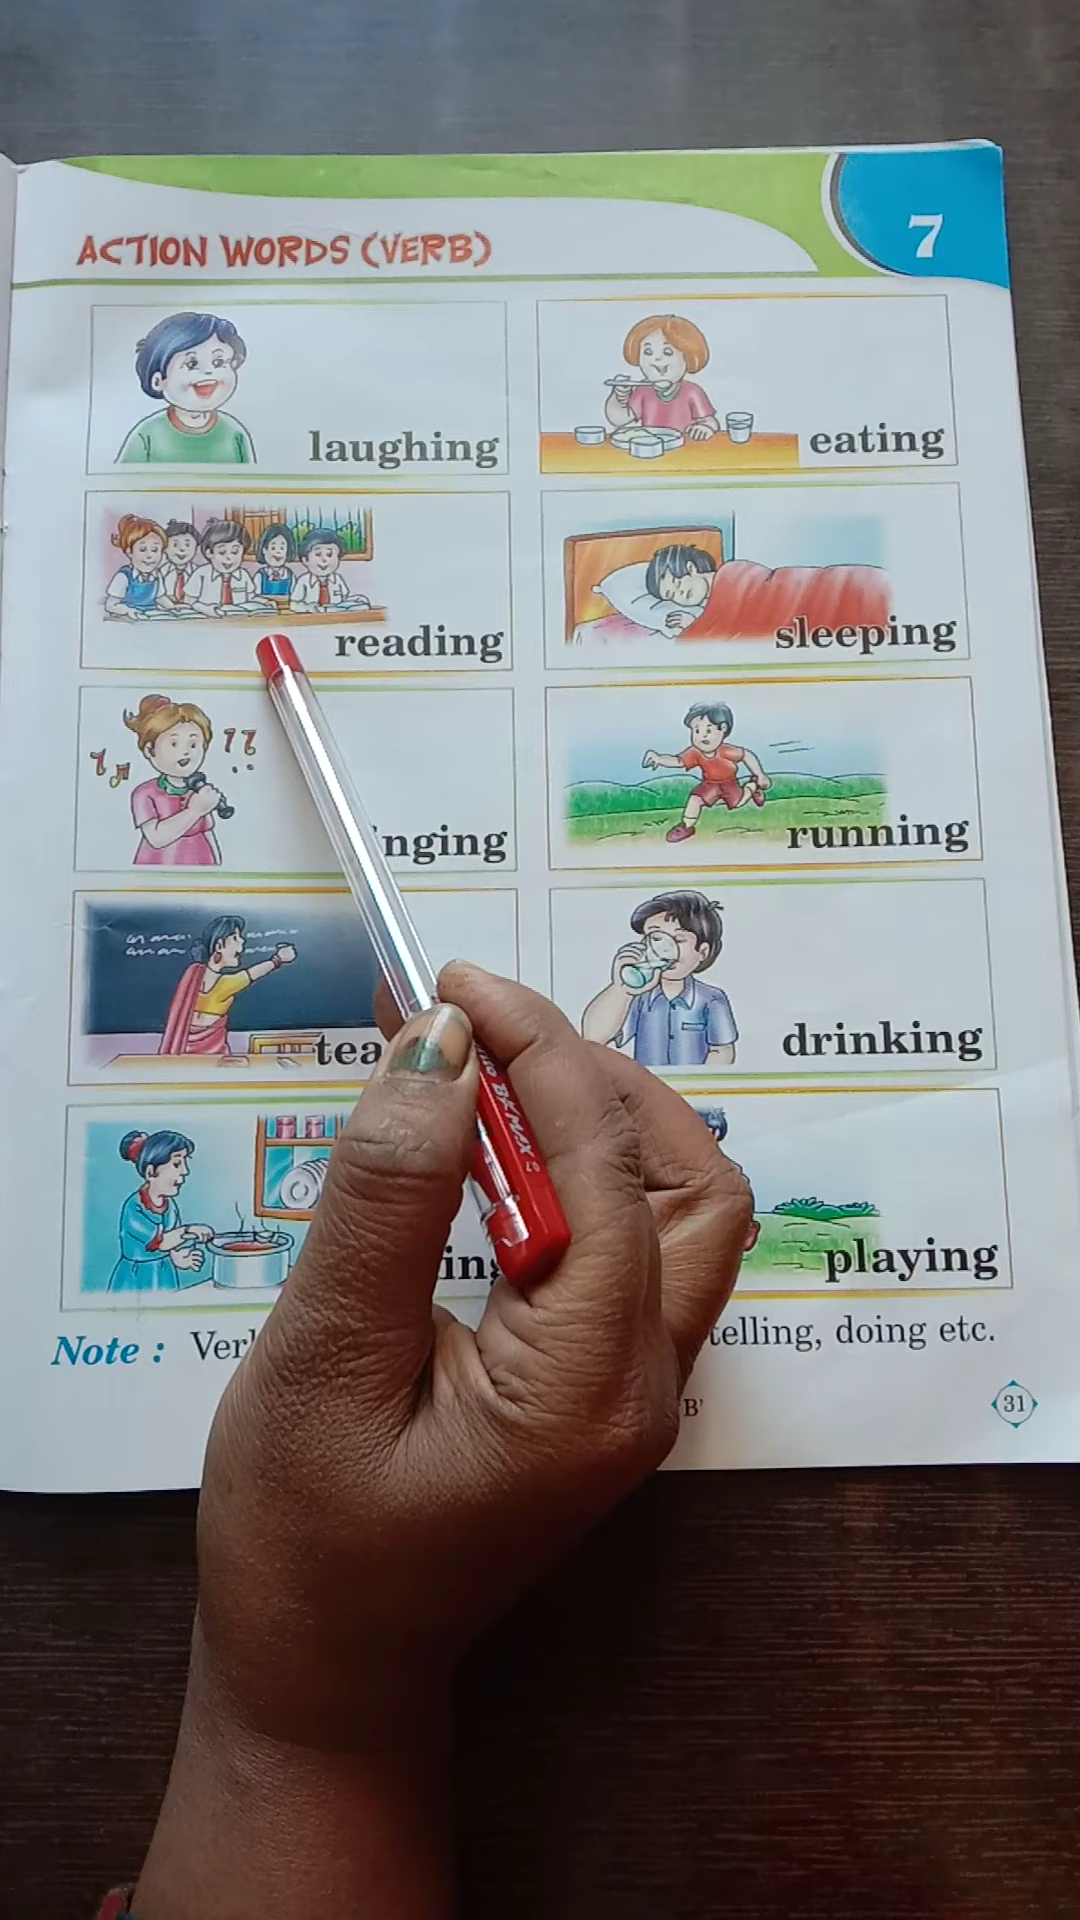 7
ACTION WORDS (VERB)
laughing
eating
reading
sleeping
nging
running
tea
drinking
ing
playing
Note : Ver telling, doing etc.
B'
31